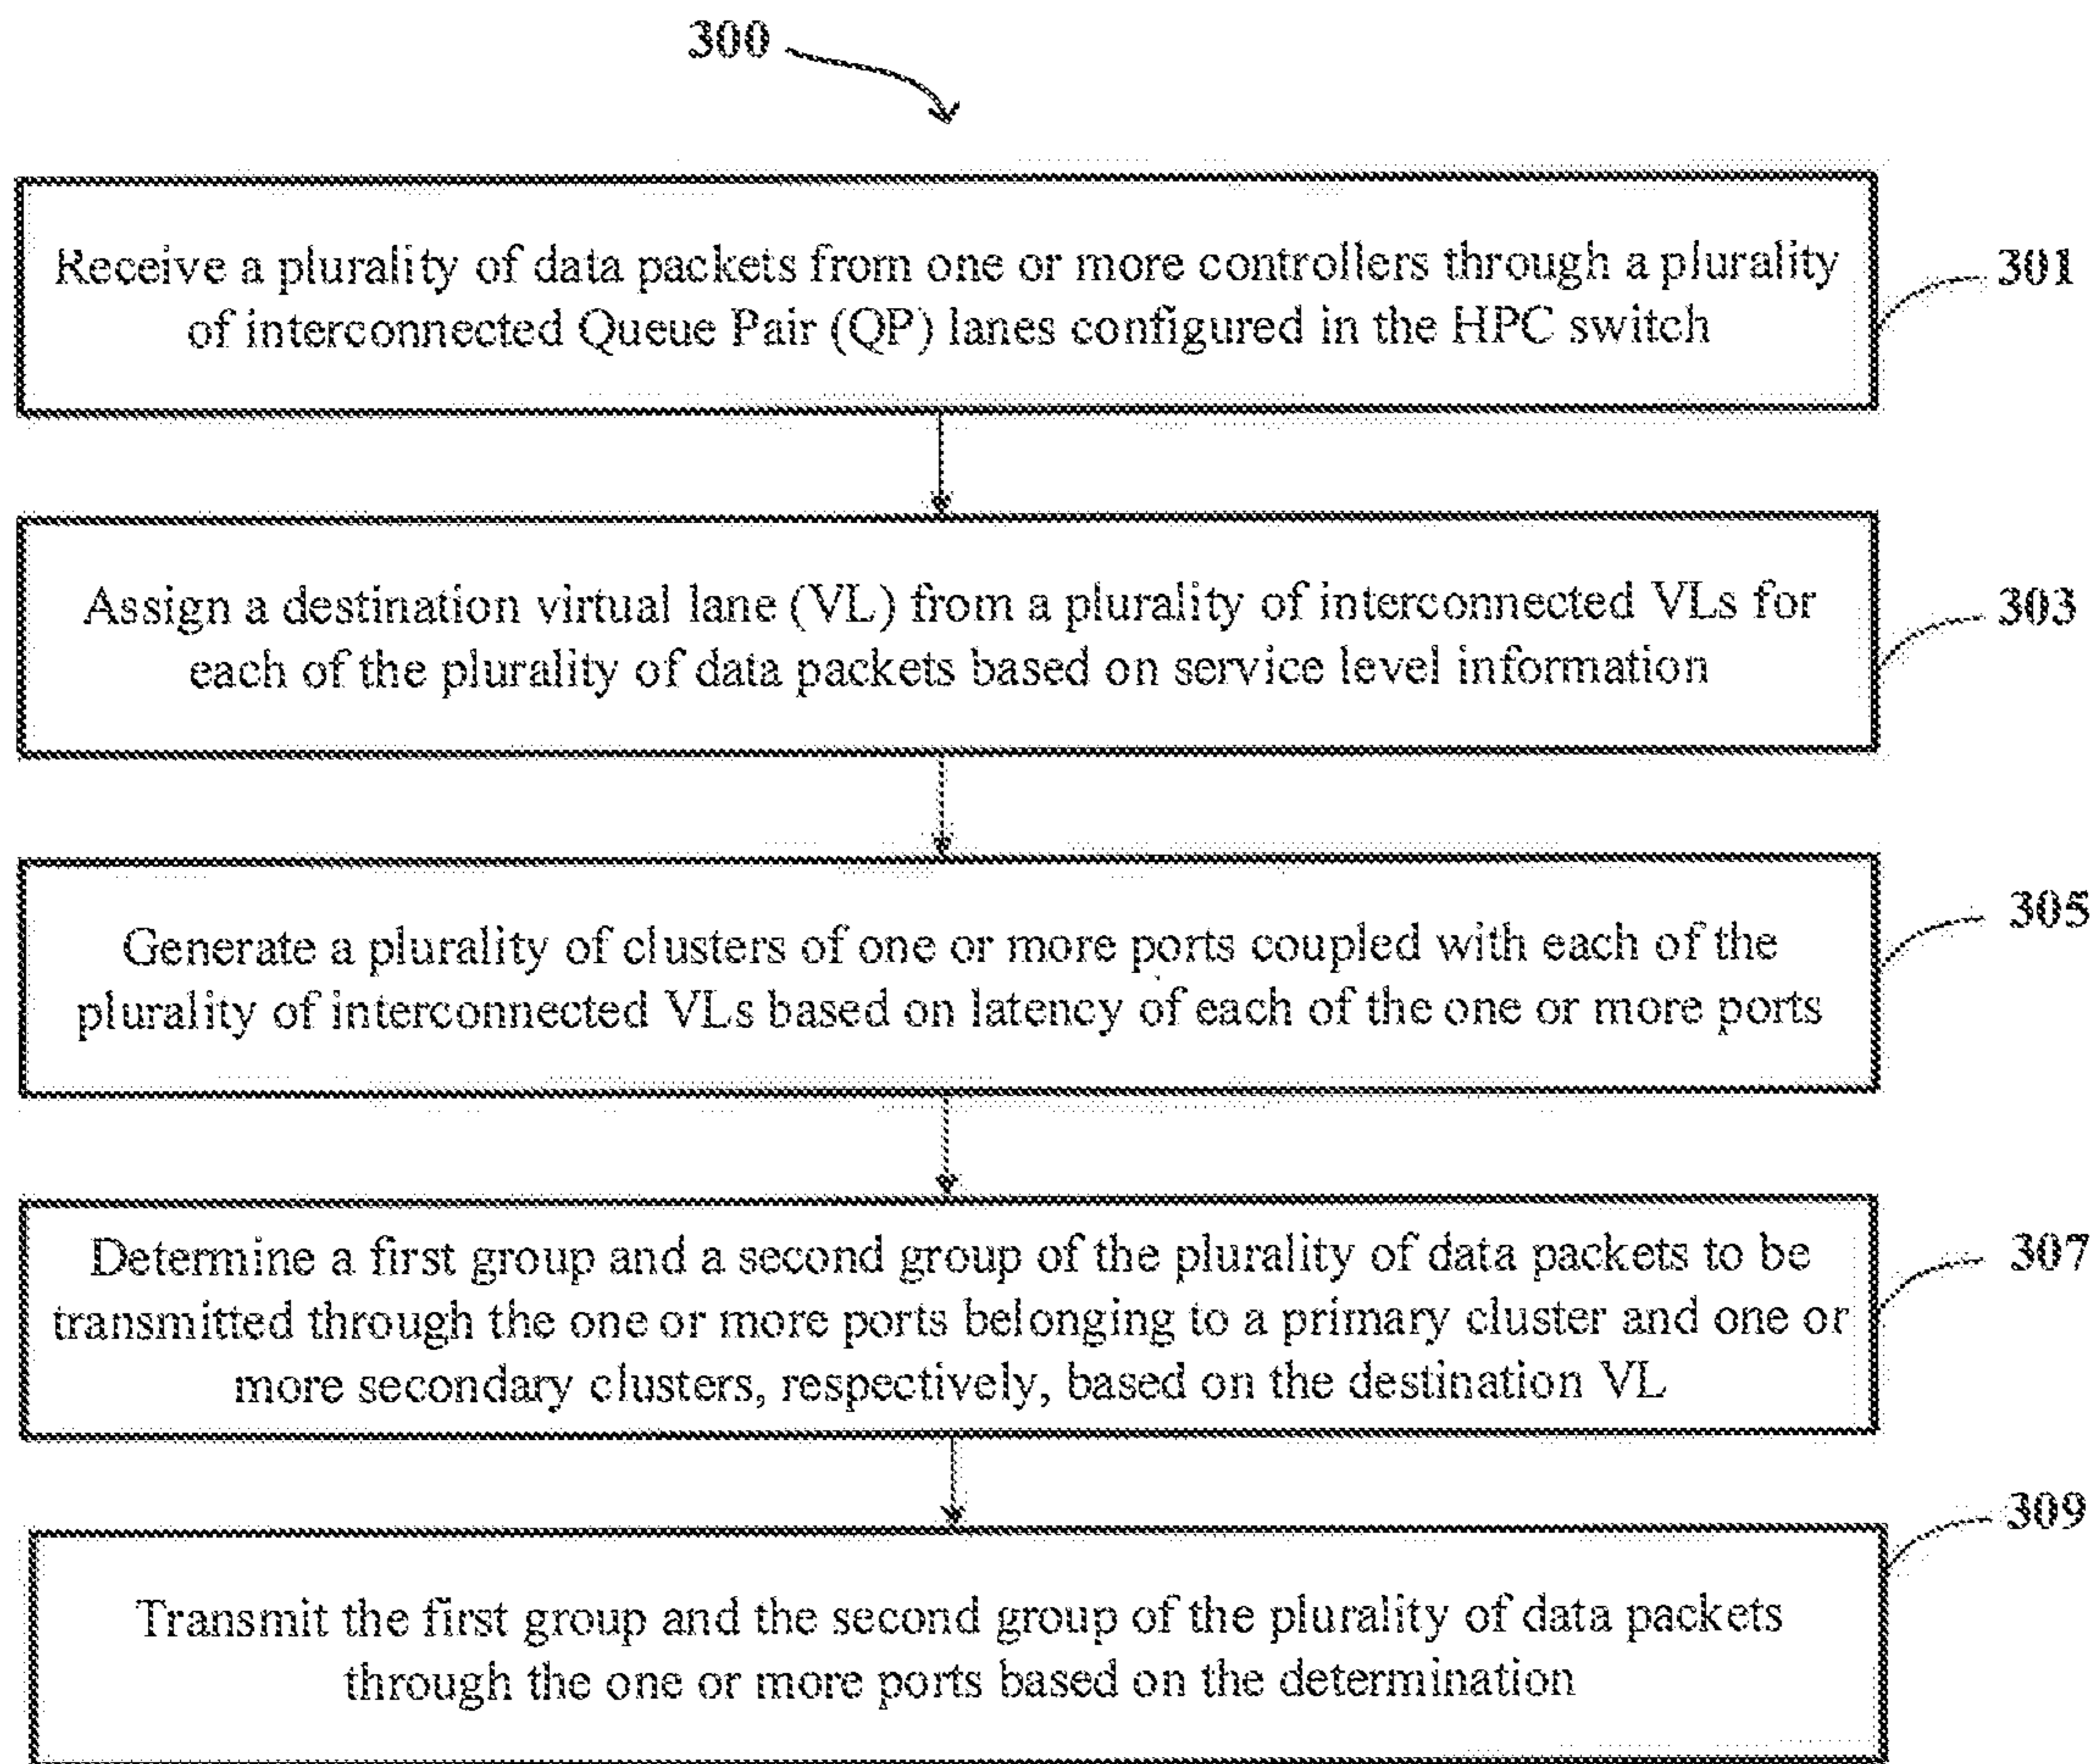 300
Receive a plurality of data packets from one or more controllers through a plurality
of interconnected Queue Pair (QP) lanes configured in the HPC switch
301
Assign a destination virtual lane (VL) from a plurality of interconnected VLs for
each of the plurality of data packets based on service level information
303
Generate a plurality of clusters of one or more ports coupled with each of the
plurality of interconnected VLs based on latency of each of the one or more ports
305
Determine a first group and a second group of the plurality of data packets to be
transmitted through the one or more ports belonging to a primary cluster and one or
more secondary clusters, respectively, based on the destination VL
307
Transmit the first group and the second group of the plurality of data packets
through the one or more ports based on the determination
309